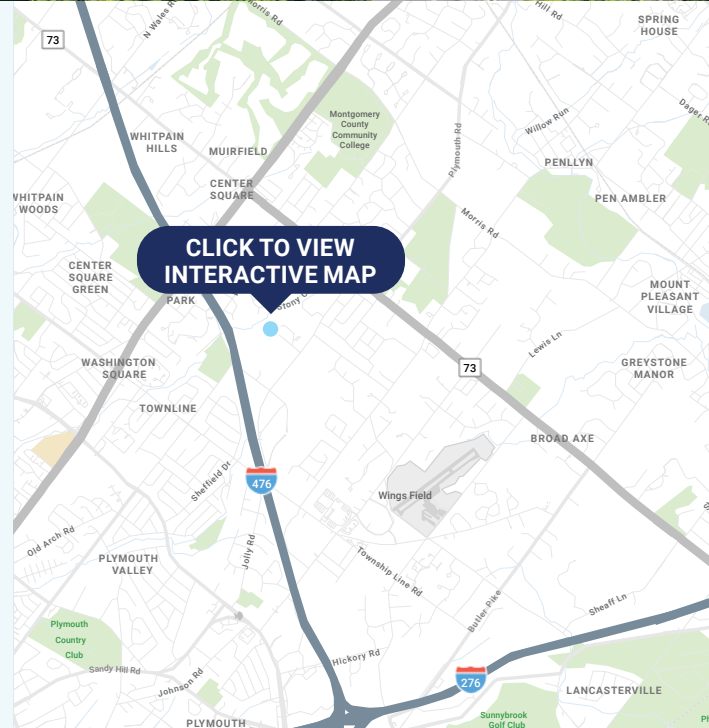 N Wales
Morris Rd
Hill Rd
SPRING
HOUSE
73
Montgomery
County
Community
College
Willow Run
Dager
Plymouth Rd
WHITPAIN
HILLS
MUIRFIELD
PENLLYN
CENTER
SQUARE
PEN AMBLER
WHITPAIN
WOODS
Morris Rd
CLICK TO VIEW
INTERACTIVE MAP
CENTER
SQUARE
GREEN
PARK
Stony
MOUNT
PLEASANT
VILLAGE
Lewis Ln
WASHINGTON
SQUARE
73
GREYSTONE
MANOR
TOWNLINE
BROAD AXE
Sheffield Dr
476
Wings Field
Old Arch Rd
Jolly Rd
PLYMOUTH
VALLEY
Township Line Rd
Butler Pike
Sheaff Ln
Plymouth
Country
Club
Hickory Rd
Sandy Hill Rd
Johnson Rd
276
LANCASTERVILLE
PLYMOUTH
Sunnybrook
Golf Club